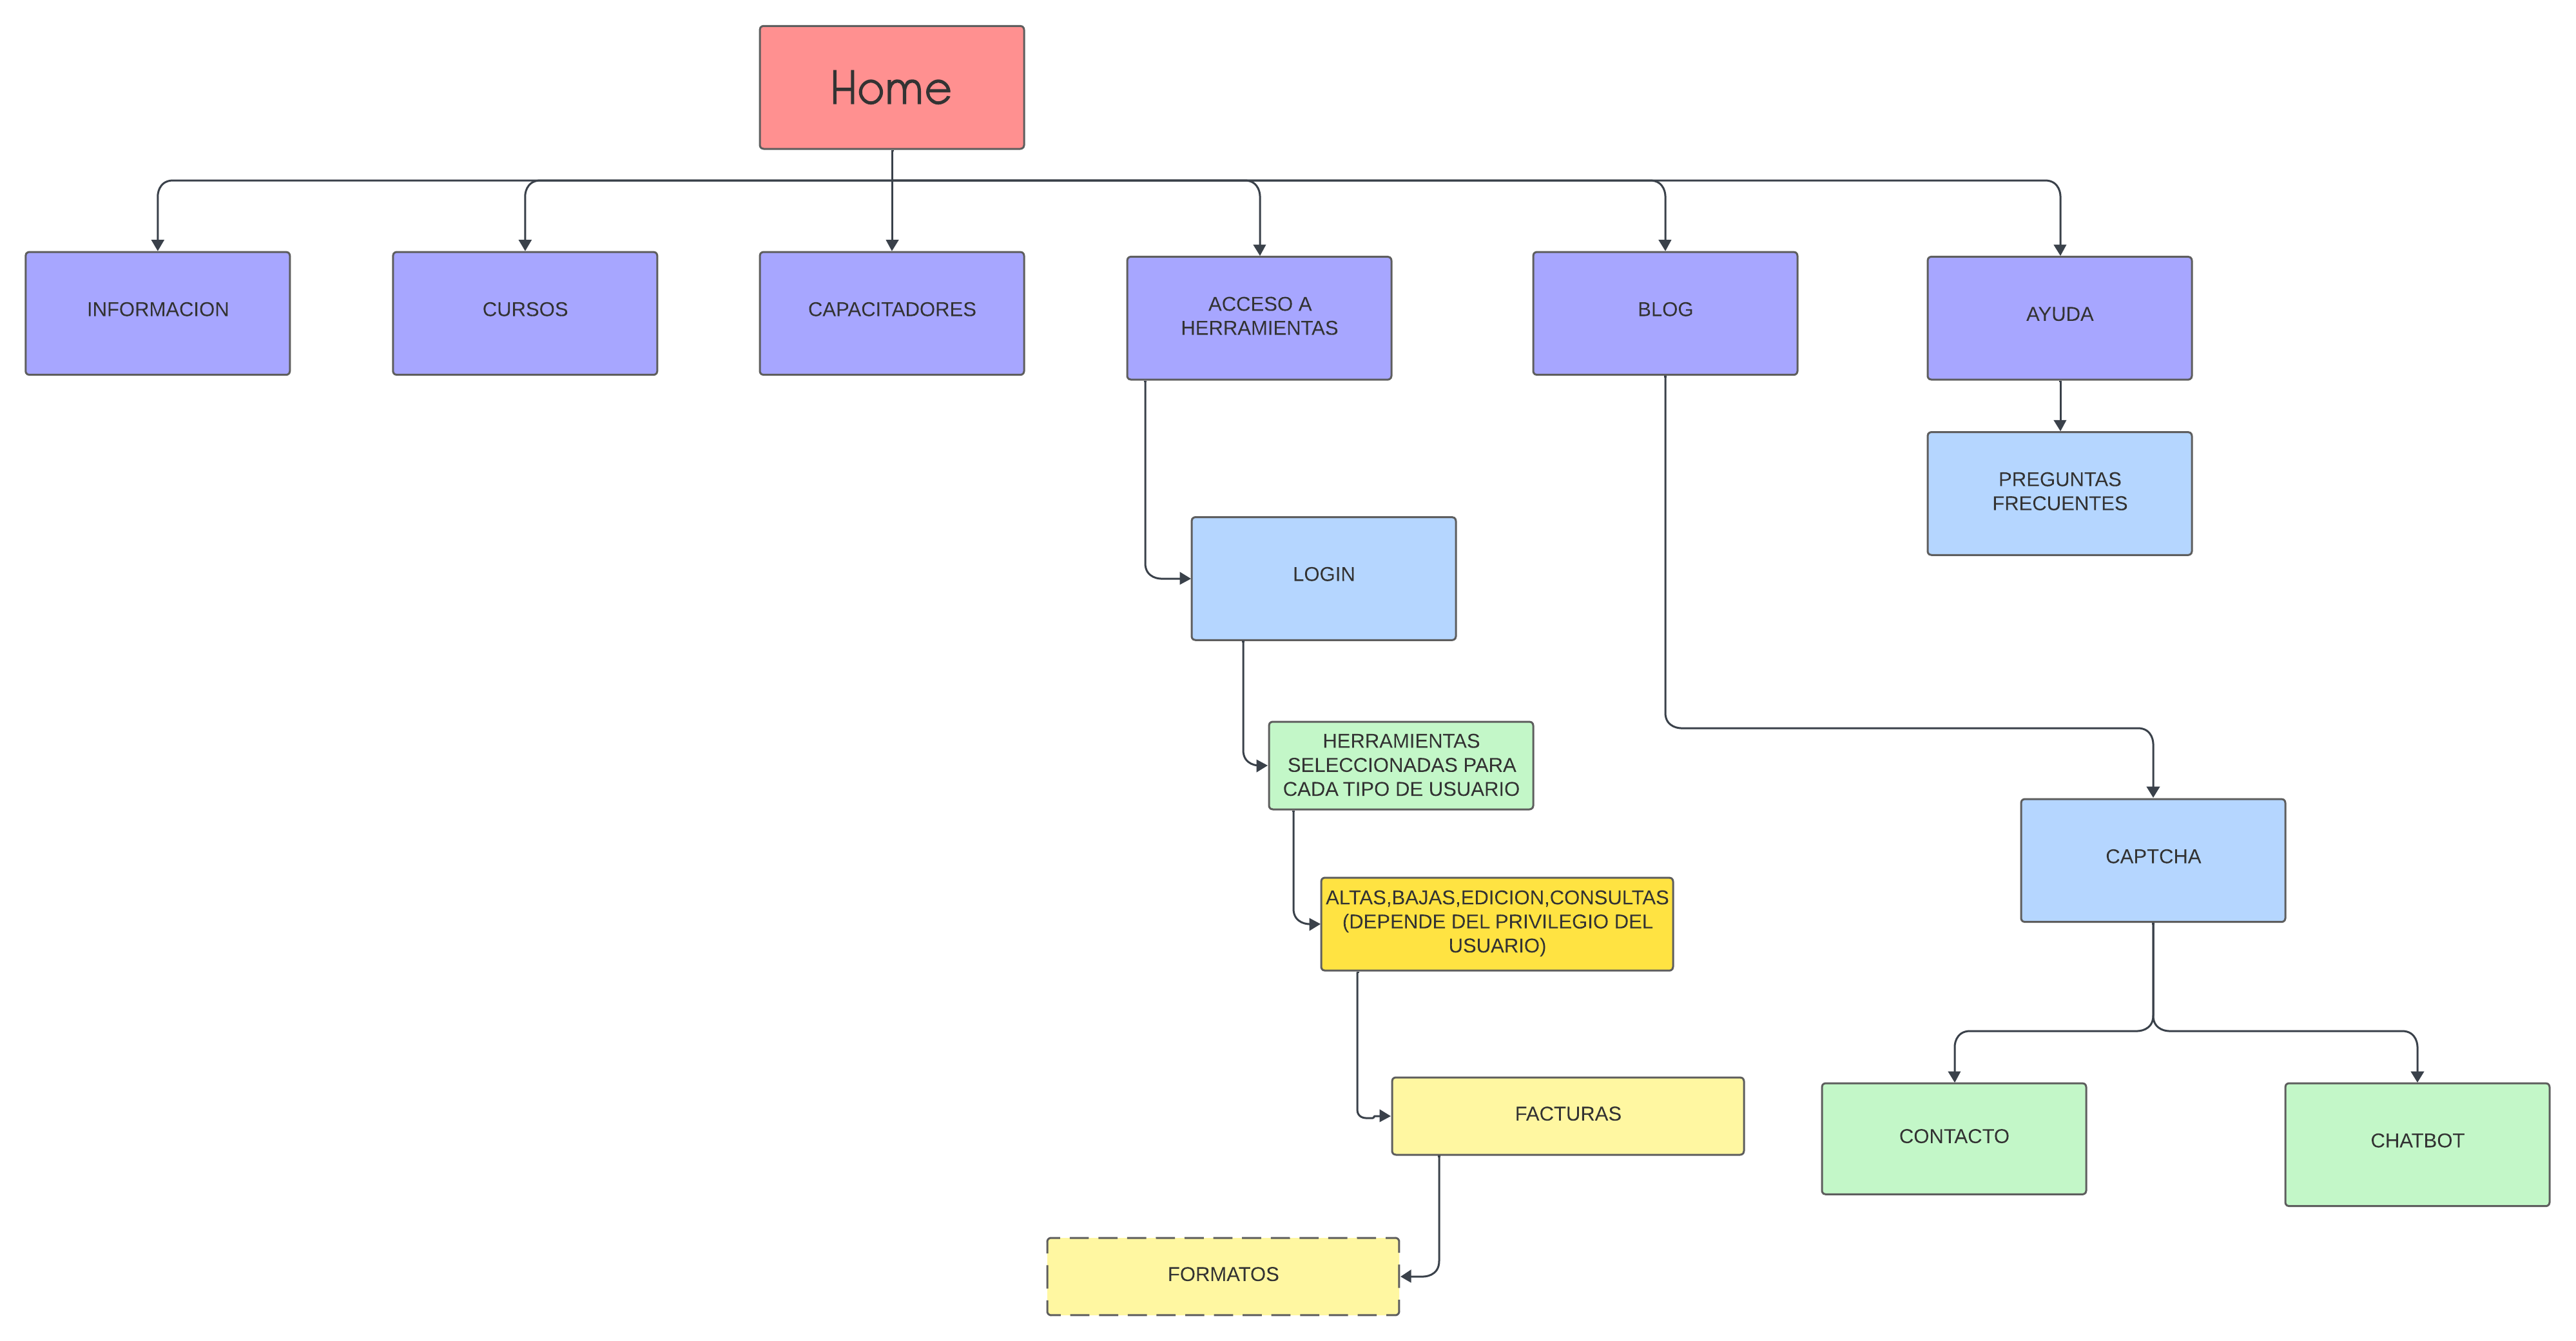 Home
INFORMACION
CURSOS
CAPACITADORES
ACCESO A
HERRAMIENTAS
BLOG
AYUDA
PREGUNTAS
FRECUENTES
LOGIN
HERRAMIENTAS
SELECCIONADAS PARA
CADA TIPO DE USUARIO
CAPTCHA
ALTAS,BAJAS,EDICION,CONSULTAS
(DEPENDE DEL PRIVILEGIO DEL
USUARIO)
FACTURAS
CONTACTO
CHATBOT
FORMATOS